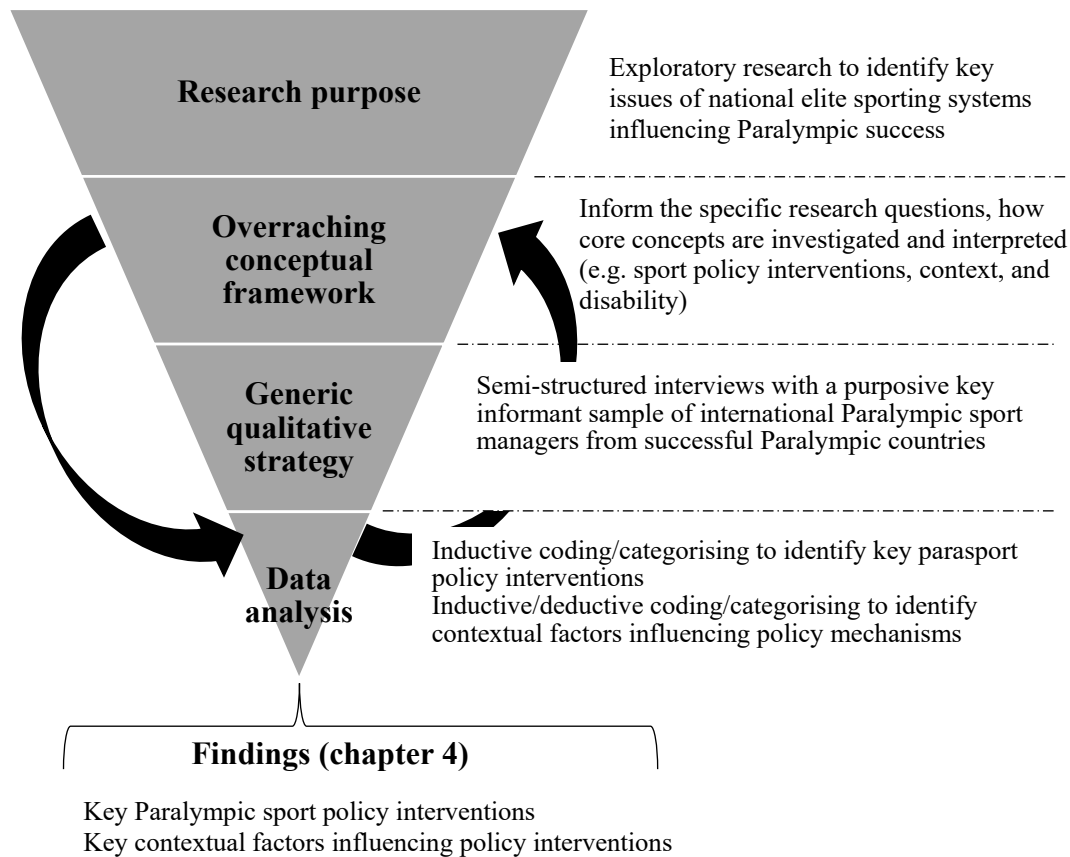 Research purpose
Exploratory research to identify key
issues of national elite sporting systems
influencing Paralympic success
Overraching
conceptual
framework
Inform the specific research questions, how
core concepts are investigated and interpreted
(e.g. sport policy interventions, context, and
disability)
Generic
qualitative
strategy
Semi-structured interviews with a purposive key
informant sample of international Paralympic sport
managers from successful Paralympic countries
Data
analysis
Inductive coding/categorising to identify key parasport
policy interventions
Inductive/deductive coding/categorising to identify
contextual factors influencing policy mechanisms
Findings (chapter 4)
Key Paralympic sport policy interventions
Key contextual factors influencing policy interventions